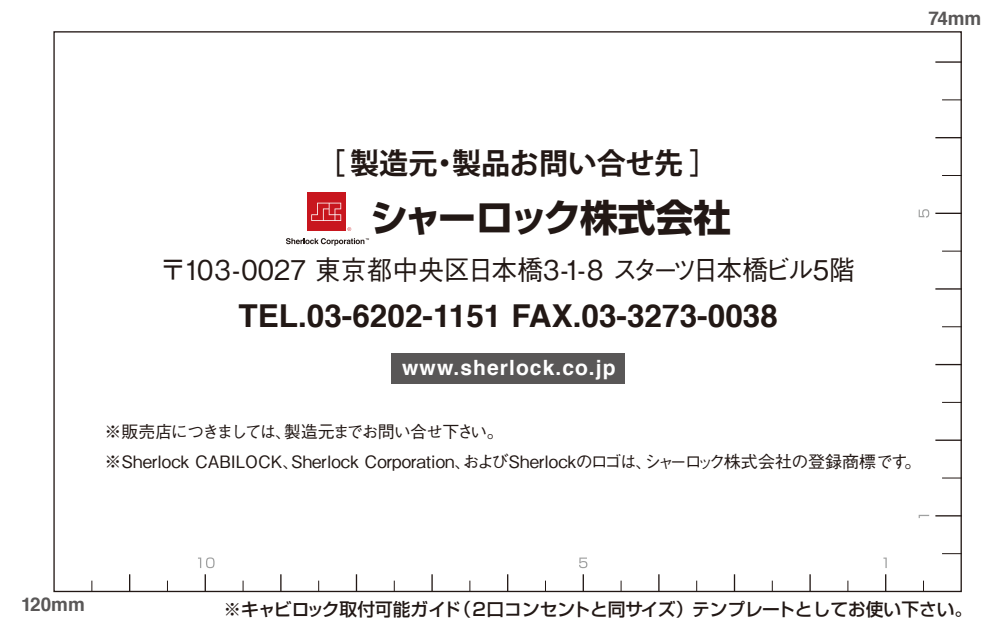 74mm
[製造元・製品お問い合せ先]
シャーロック株式会社
Sherlock Corporation™
〒103-0027 東京都中央区日本橋3-1-8 スターツ日本橋ビル5階
TEL.03-6202-1151 FAX.03-3273-0038
www.sherlock.co.jp
※販売店につきましては、製造元までお問い合せ下さい。
※Sherlock CABILOCK、Sherlock Corporation、およびSherlockのロゴは、シャーロック株式会社の登録商標です。
5
1
10 5 1
120mm
※キャビロック取付可能ガイド(2口コンセントと同サイズ) テンプレートとしてお使い下さい。